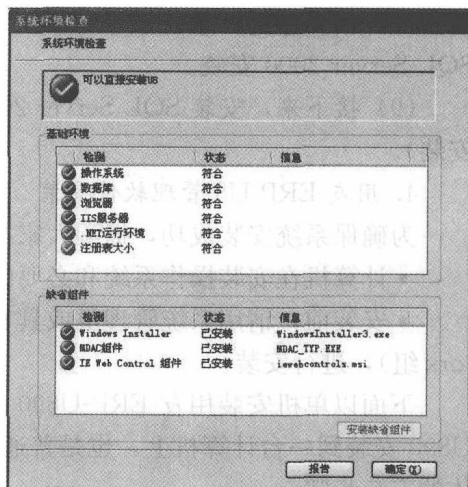 系统环境检查
系统环境检查
可以直接安装U8
基础环境
检测 状态 信息
操作系统 符合
数据库 符合
浏览器 符合
IIS服务器 符合
.NET运行环境 符合
注册表大小 符合
缺省组件
检测 状态 信息
Windows Installer 已安装 WindowsInstaller3.exe
MDAC组件 已安装 MDAC_TYP.EXE
IE Web Control 组件 已安装 iewebcontrols.msi
安装缺省组件
报告 确定(O)